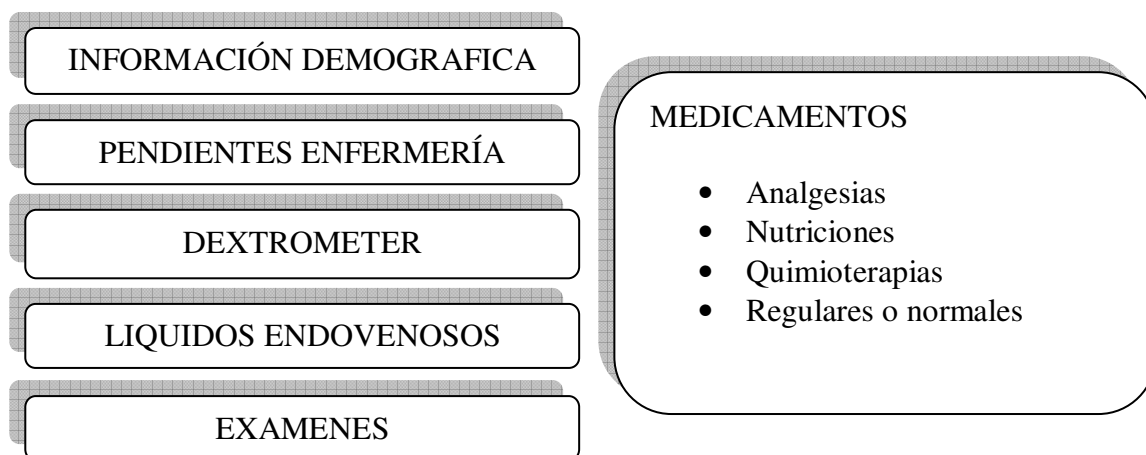 INFORMACIÓN DEMOGRAFICA
PENDIENTES ENFERMERÍA
DEXTROMETER
LIQUIDOS ENDOVENOSOS
EXAMENES
MEDICAMENTOS
• Analgesias
• Nutriciones
• Quimioterapias
• Regulares o normales